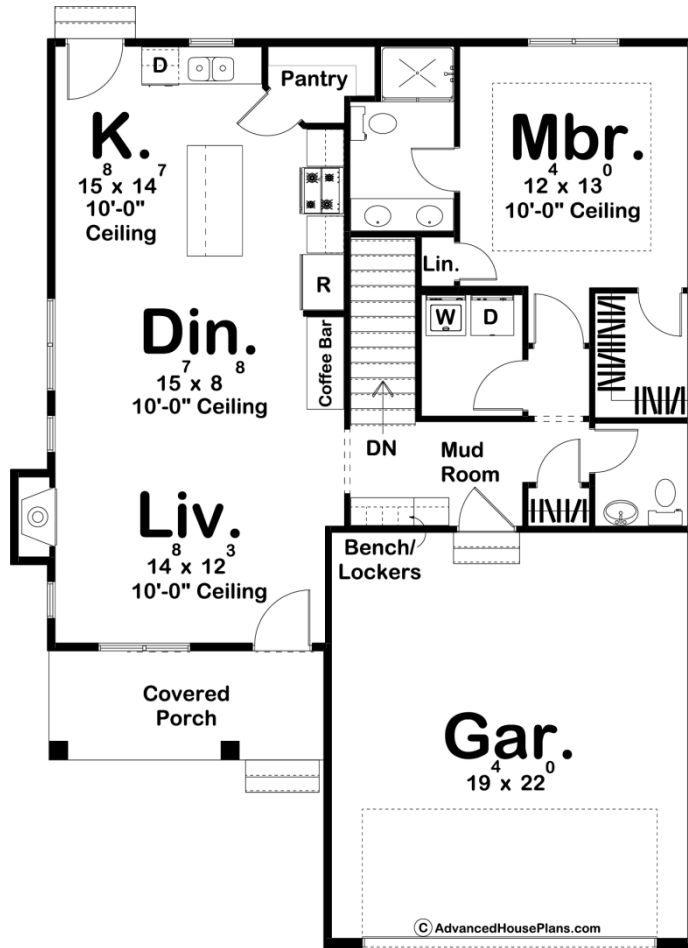 D
Pantry
K.
15⁸ x 14⁷
10'-0"
Ceiling
Mbr.
12⁴ x 13⁰
10'-0" Ceiling
Lin.
R
W
D
Din.
15⁷ x 8⁸
10'-0" Ceiling
Coffee Bar
DN
Mud
Room
Liv.
14⁸ x 12³
10'-0" Ceiling
Bench/
Lockers
Covered
Porch
Gar.
19⁴ x 22⁰
© AdvancedHousePlans.com